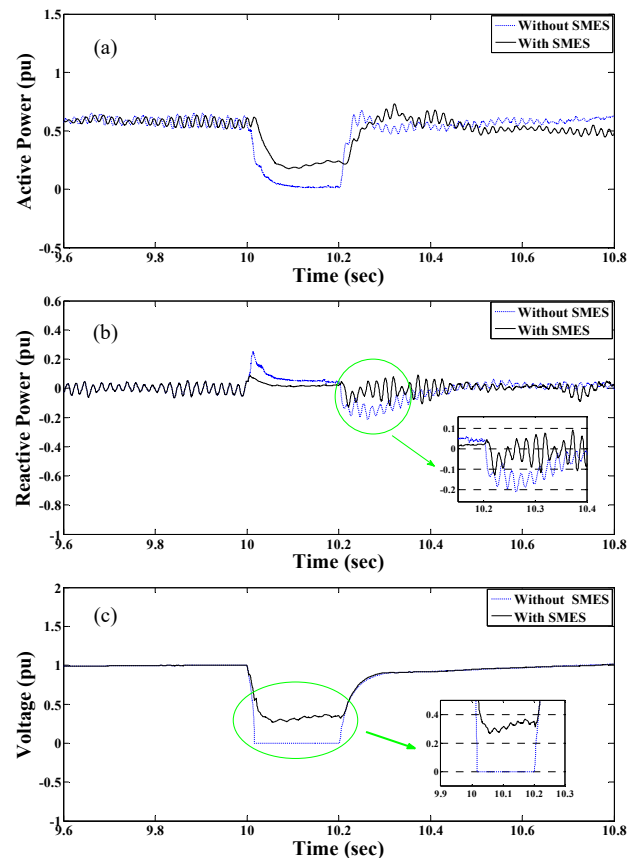 (a)
Without SMES
With SMES
Active Power (pu)
1.5
1
0.5
0
-0.5
9.6 9.8 10 10.2 10.4 10.6 10.8
Time (sec)
(b)
Without SMES
With SMES
Reactive Power (pu)
0.6
0.4
0.2
0
-0.2
-0.4
-0.6
-0.8
-1
0.1
0
-0.1
-0.2
10.2 10.3 10.4
9.6 9.8 10 10.2 10.4 10.6 10.8
Time (sec)
(c)
Without SMES
With SMES
Voltage (pu)
2
1.5
1
0.5
0
-0.5
-1
0.4
0.2
0
9.9 10 10.1 10.2 10.3
9.6 9.8 10 10.2 10.4 10.6 10.8
Time (sec)